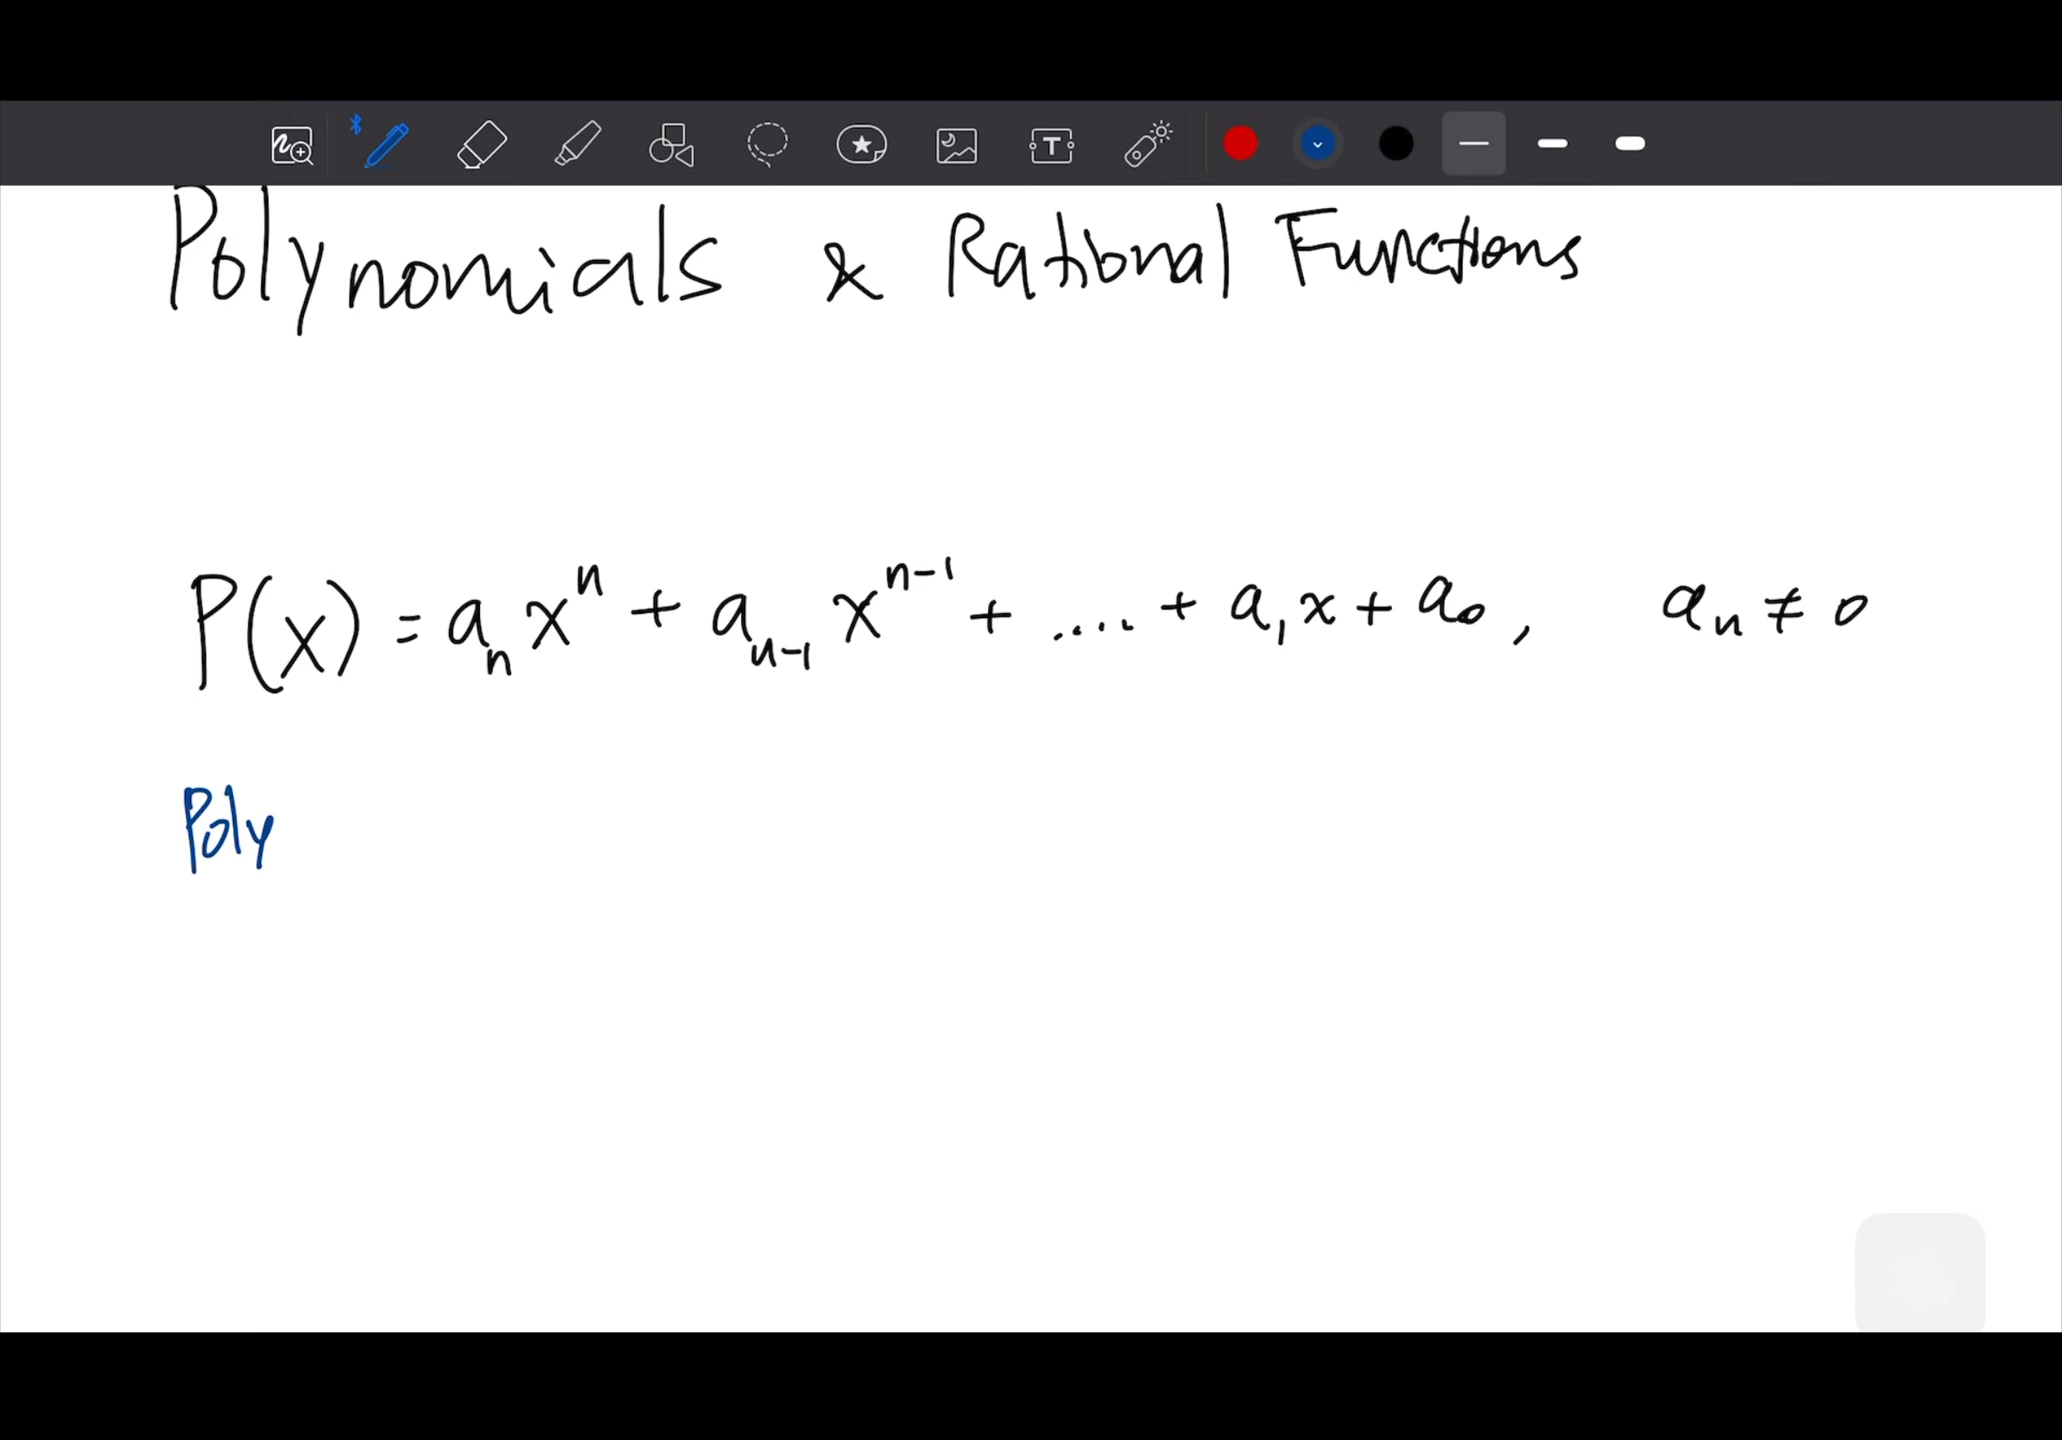 Polynomials & Rational Functions
P(x) = aₙxⁿ + aₙ₋₁xⁿ⁻¹ + .... + a₁x + a₀, aₙ ≠ 0
Poly